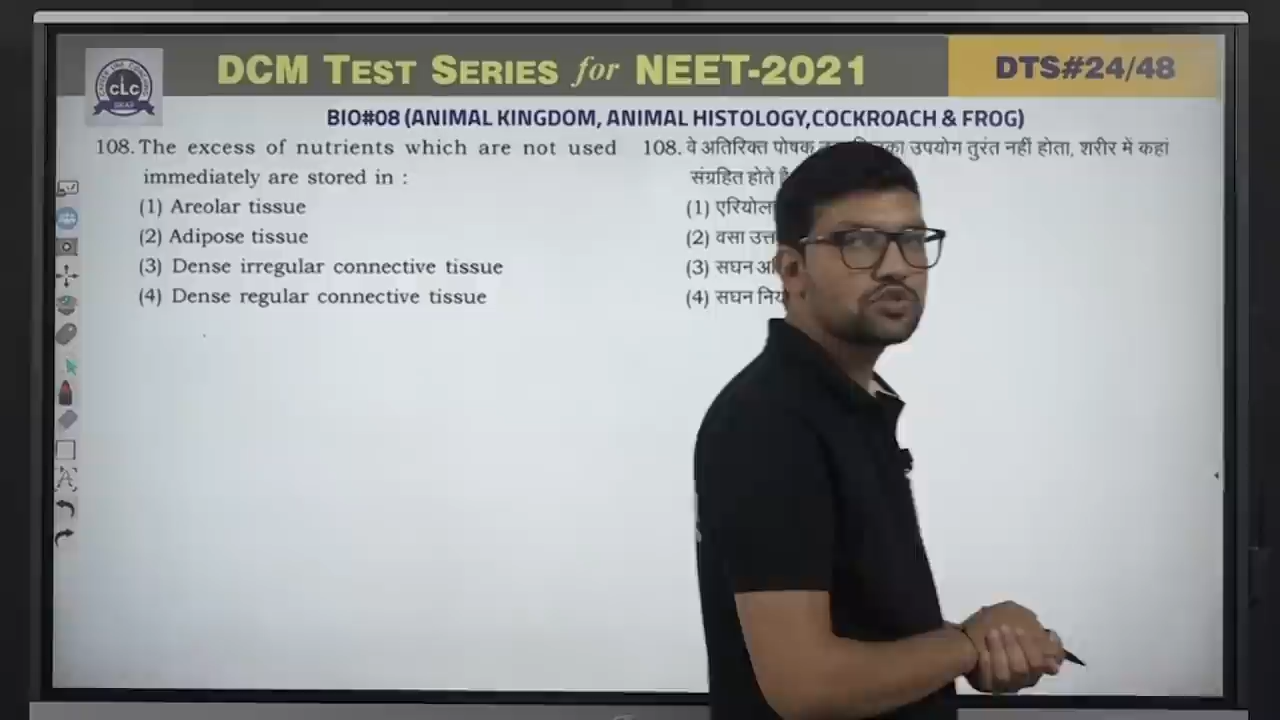 DCM TEST SERIES for NEET-2021
DTS#24/48
CLC
BIO#08 (ANIMAL KINGDOM, ANIMAL HISTOLOGY,COCKROACH & FROG)
108. The excess of nutrients which are not used
immediately are stored in :
(1) Areolar tissue
(2) Adipose tissue
(3) Dense irregular connective tissue
(4) Dense regular connective tissue
108. वे अतिरिक्त पोषक उपयोग तुरंत नहीं होता, शरीर में कहां
संग्रहित होते
(1)
(2) वसा
(3) सघन
(4) सघन